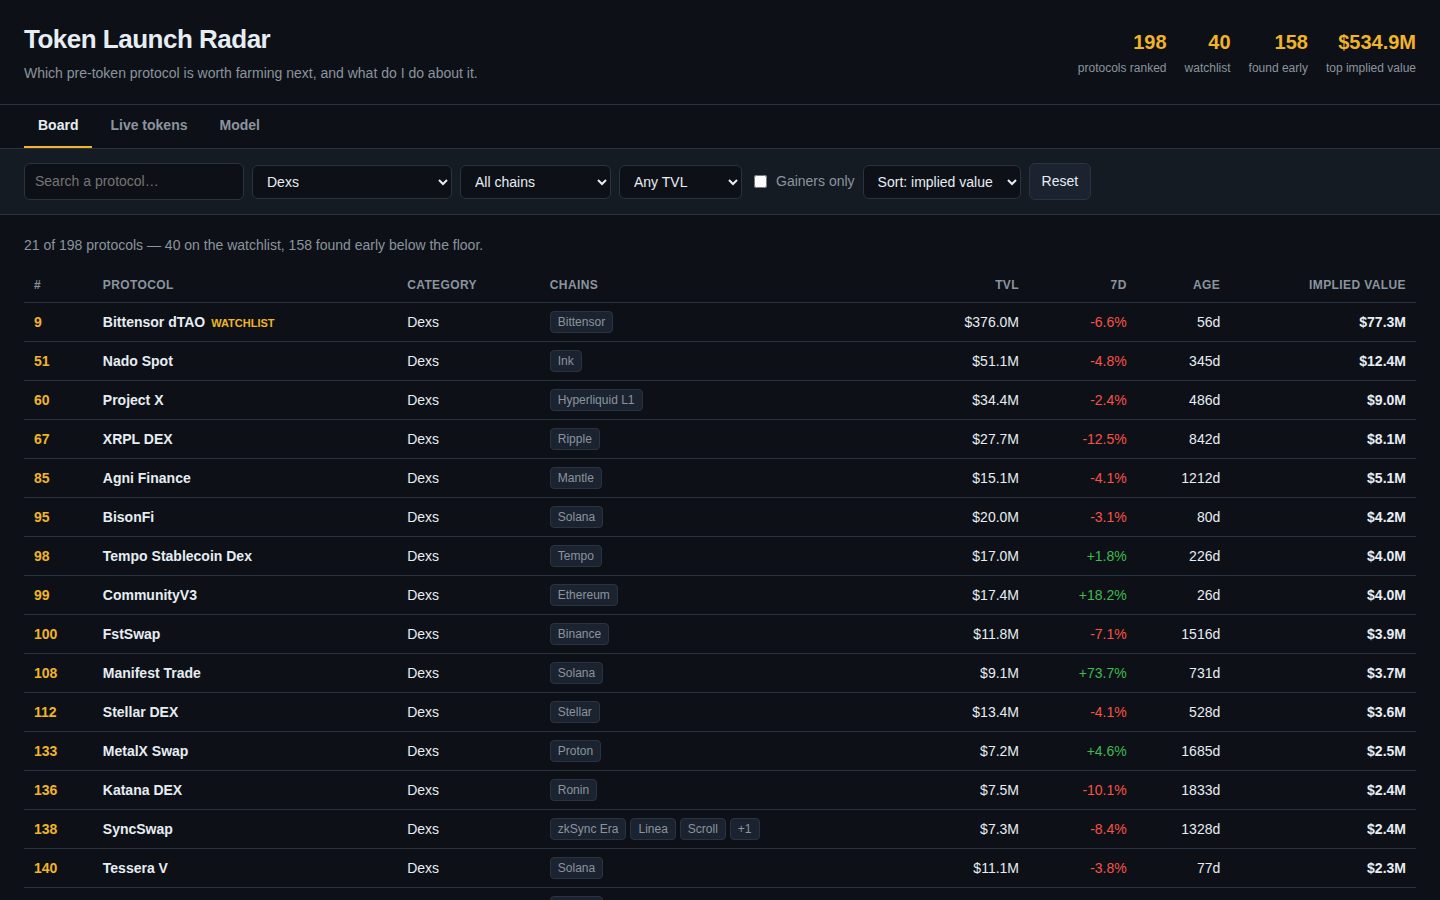 Token Launch Radar
Which pre-token protocol is worth farming next, and what do I do about it.
198 40 158 $534.9M
protocols ranked watchlist found early top implied value
Board Live tokens Model
Search a protocol… Dexs All chains Any TVL Gainers only Sort: implied value Reset
21 of 198 protocols — 40 on the watchlist, 158 found early below the floor.
# PROTOCOL CATEGORY CHAINS TVL 7D AGE IMPLIED VALUE
9 Bittensor dTAO WATCHLIST Dexs Bittensor $376.0M -6.6% 56d $77.3M
51 Nado Spot Dexs Ink $51.1M -4.8% 345d $12.4M
60 Project X Dexs Hyperliquid L1 $34.4M -2.4% 486d $9.0M
67 XRPL DEX Dexs Ripple $27.7M -12.5% 842d $8.1M
85 Agni Finance Dexs Mantle $15.1M -4.1% 1212d $5.1M
95 BisonFi Dexs Solana $20.0M -3.1% 80d $4.2M
98 Tempo Stablecoin Dex Dexs Tempo $17.0M +1.8% 226d $4.0M
99 CommunityV3 Dexs Ethereum $17.4M +18.2% 26d $4.0M
100 FstSwap Dexs Binance $11.8M -7.1% 1516d $3.9M
108 Manifest Trade Dexs Solana $9.1M +73.7% 731d $3.7M
112 Stellar DEX Dexs Stellar $13.4M -4.1% 528d $3.6M
133 MetalX Swap Dexs Proton $7.2M +4.6% 1685d $2.5M
136 Katana DEX Dexs Ronin $7.5M -10.1% 1833d $2.4M
138 SyncSwap Dexs zkSync Era Linea Scroll +1 $7.3M -8.4% 1328d $2.4M
140 Tessera V Dexs Solana $11.1M -3.8% 77d $2.3M